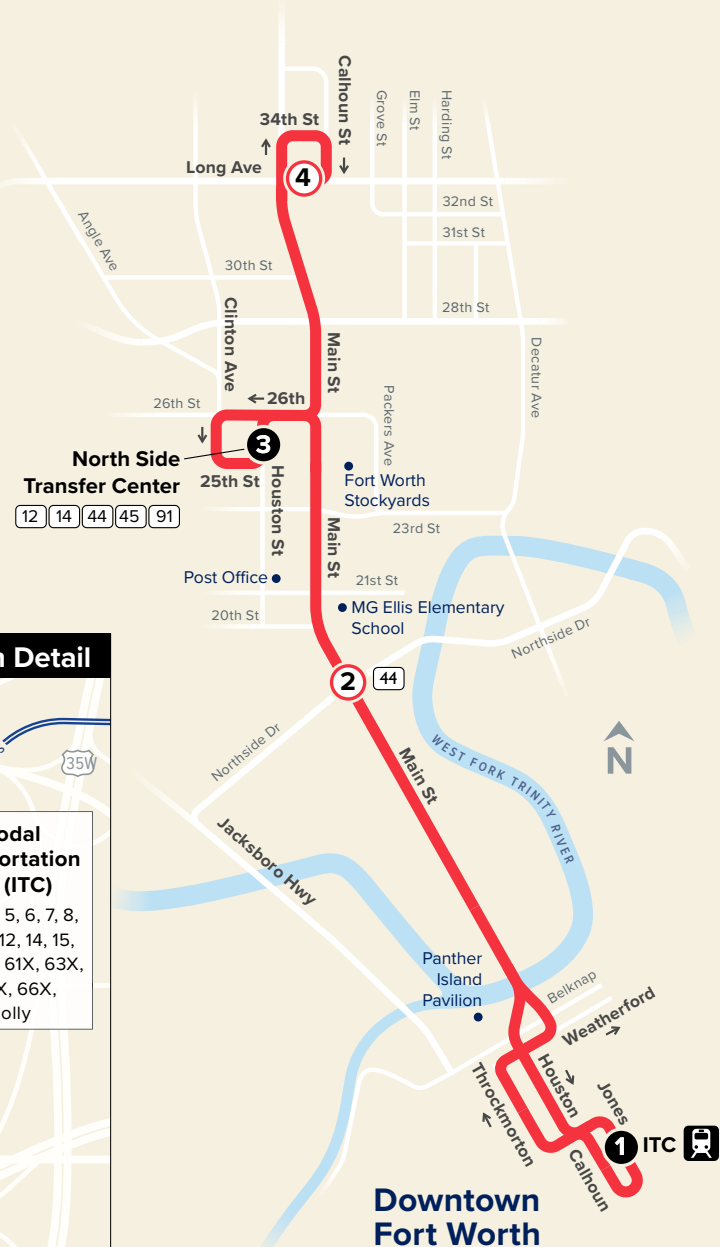 Calhoun St
34th St
Grove St
Elm St
Harding St
Long Ave
4
32nd St
31st St
Angle Ave
30th St
28th St
Clinton Ave
Main St
Decatur Ave
26th St
26th
Packers Ave
3
North Side
Transfer Center
12 14 44 45 91
25th St
Houston St
Fort Worth
Stockyards
Main St
23rd St
Post Office
21st St
MG Ellis Elementary
School
20th St
Northside Dr
2
44
Detail
35W
Northside Dr
N
Main St
WEST FORK TRINITY RIVER
Jacksboro Hwy
(ITC)
5, 6, 7, 8,
12, 14, 15,
61X, 63X,
66X,
Panther
Island
Pavilion
Belknap
Weatherford
Houston
Throckmorton
Jones
1
ITC
Calhoun
Downtown
Fort Worth